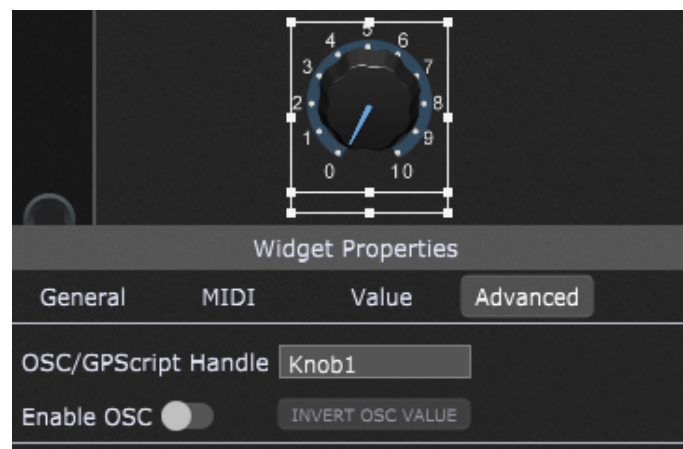 4 5 6
3 7
2 8
1 9
0 10
Widget Properties
General MIDI Value Advanced
OSC/GPScript Handle Knob1
Enable OSC INVERT OSC VALUE